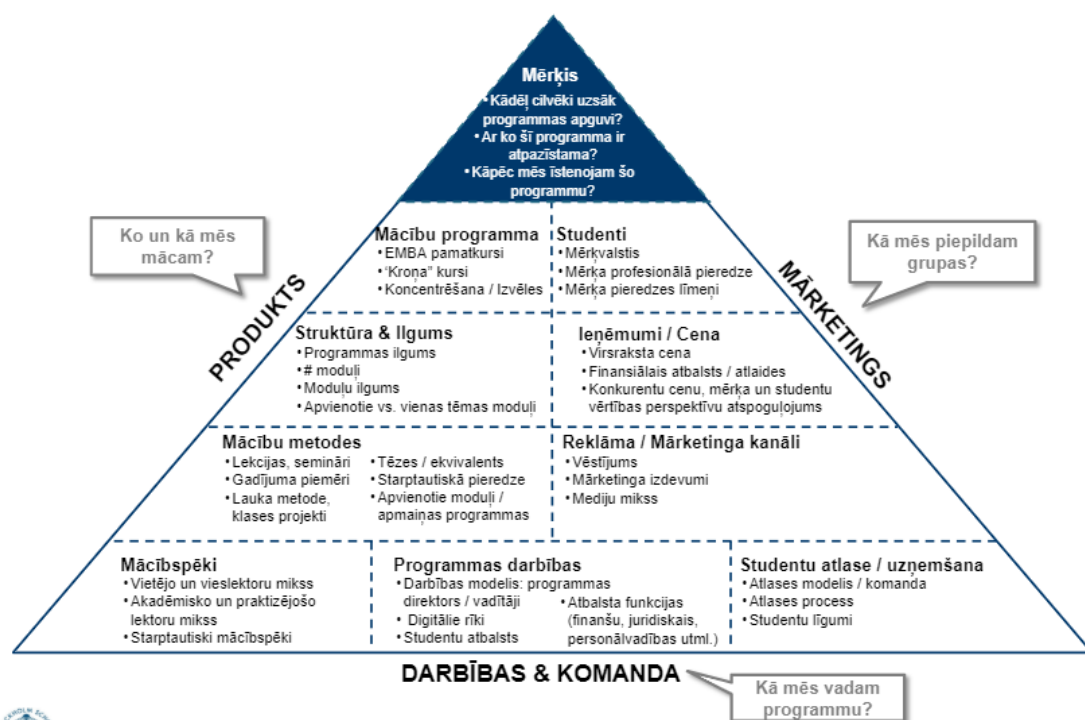 Mērķis
• Kādēļ cilvēki uzsāk
programmas apguvi?
• Ar ko šī programma ir
atpazīstama?
• Kāpēc mēs īstenojam šo
programmu?
Ko un kā mēs
mācam?
PRODUKTS
Kā mēs piepildam
grupas?
MĀRKETINGS
Mācību programma
• EMBA pamatkursi
• 'Kroņa” kursi
• Koncentrēšana / Izvēles
Studenti
• Mērķvalstis
• Mērķa profesionālā pieredze
• Mērķa pieredzes līmeņi
Struktūra & Ilgums
• Programmas ilgums
• # moduļi
• Moduļu ilgums
• Apvienotie vs. vienas tēmas moduļi
Ieņēmumi / Cena
• Virsraksta cena
• Finansiālais atbalsts / atlaides
• Konkurentu cenu, mērķa un studentu
vērtības perspektīvu atspoguļojums
Mācību metodes
• Lekcijas, semināri
• Gadījuma piemēri
• Lauka metode,
klases projekti
• Tēzes / ekvivalents
• Starptautiskā pieredze
• Apvienotie moduļi /
apmaiņas programmas
Reklāma / Mārketinga kanāli
• Vēstījums
• Mārketinga izdevumi
• Mediju mikss
Mācībspēki
• Vietējo un vieslektoru mikss
• Akadēmisko un praktizējošo
lektoru mikss
• Starptautiski mācībspēki
Programmas darbības
• Darbības modelis: programmas
direktors / vadītāji
• Digitālie rīki
• Studentu atbalsts
• Atbalsta funkcijas
(finanšu, juridiskais,
personālvadības utml.)
Studentu atlase / uzņemšana
• Atlases modelis / komanda
• Atlases process
• Studentu līgumi
DARBĪBAS & KOMANDA
Kā mēs vadam
programmu?